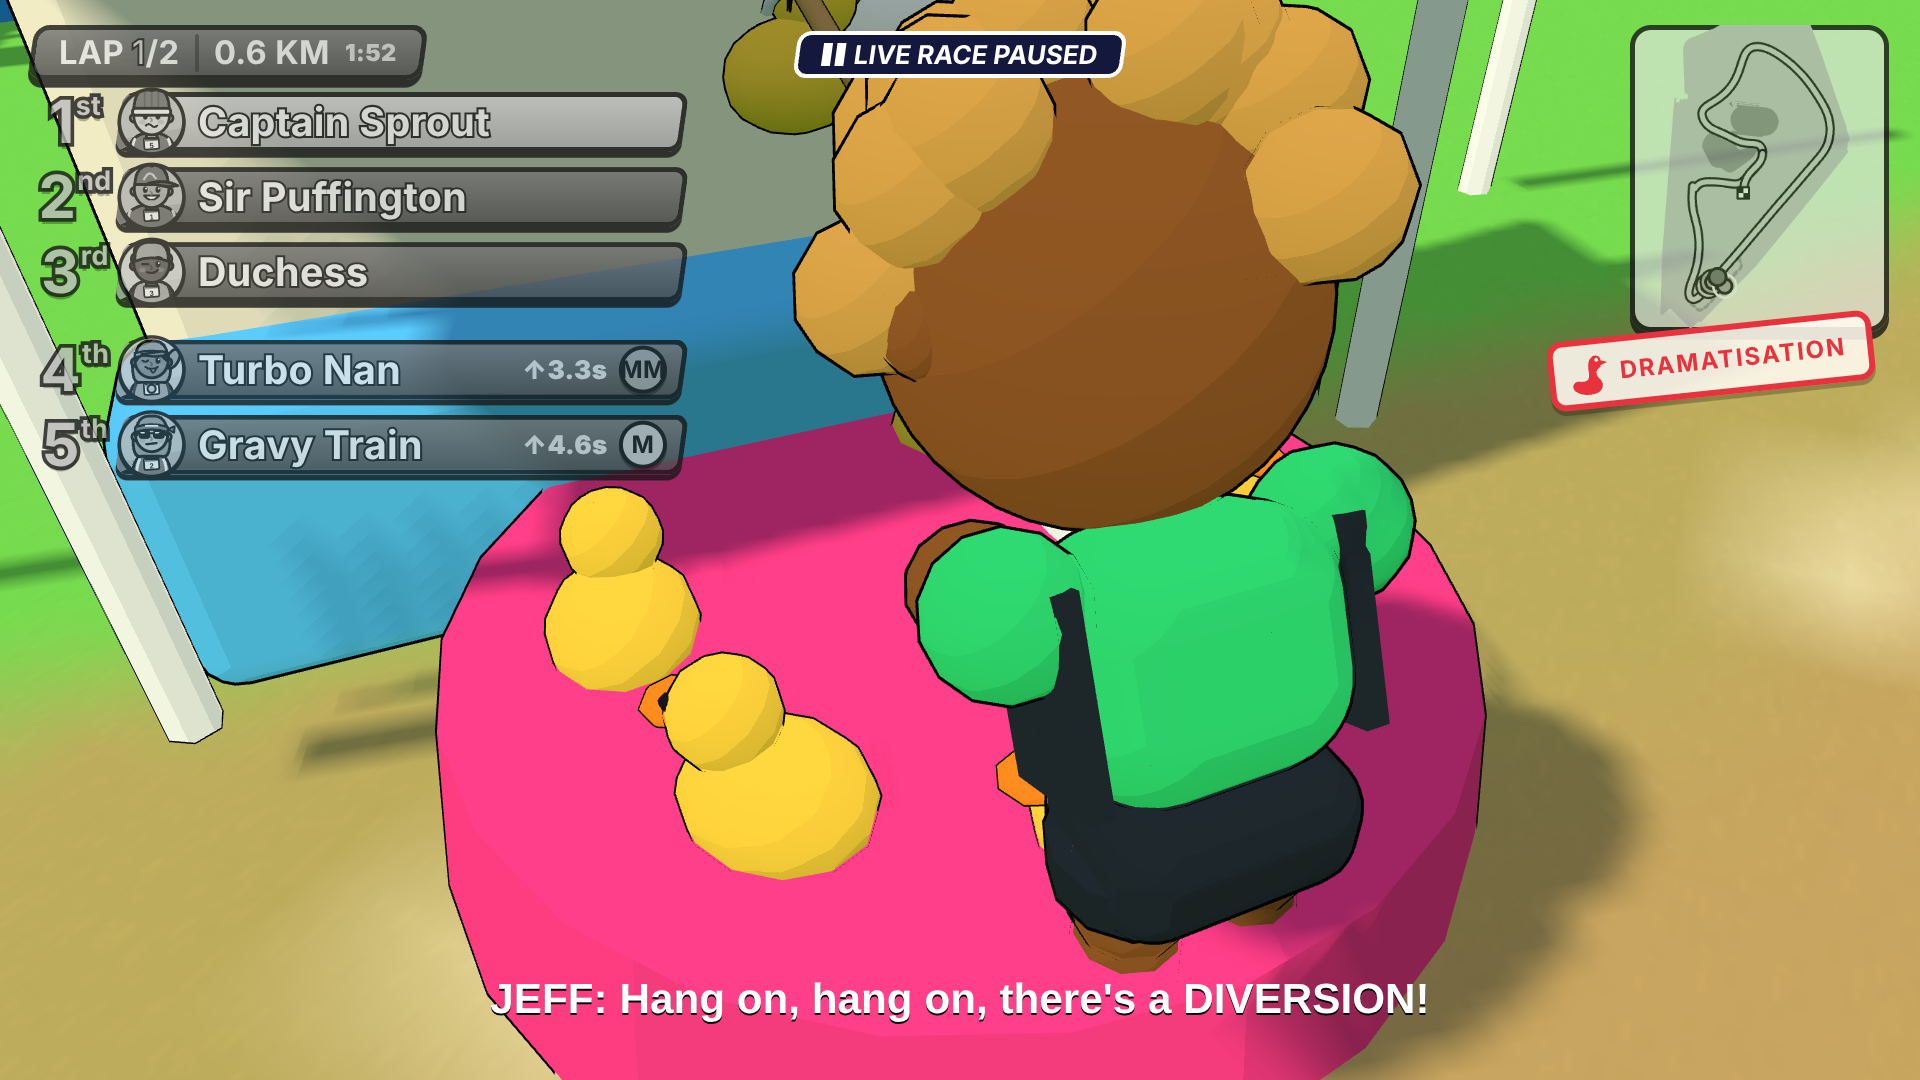 LAP 1/2 0.6 KM 1:52
LIVE RACE PAUSED
1st Captain Sprout
2nd Sir Puffington
3rd Duchess
4th Turbo Nan ↑3.3s MM
5th Gravy Train ↑4.6s M
DRAMATISATION
JEFF: Hang on, hang on, there's a DIVERSION!